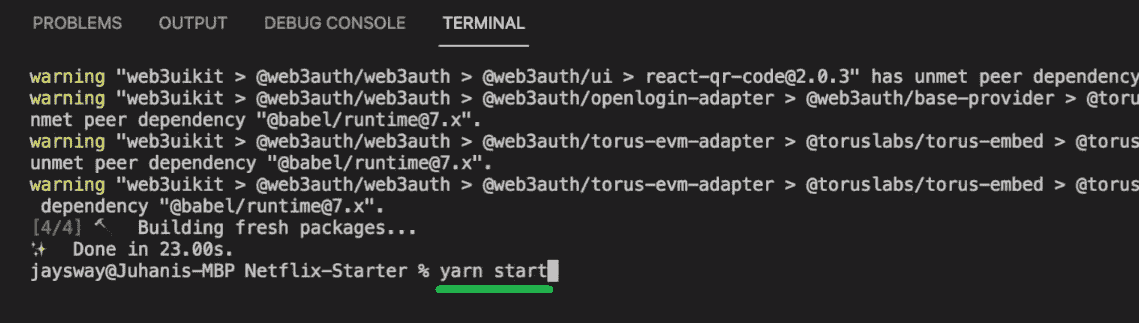 PROBLEMS OUTPUT DEBUG CONSOLE TERMINAL
warning "web3uikit > @web3auth/web3auth > @web3auth/ui > react-qr-code@2.0.3" has unmet peer dependency
warning "web3uikit > @web3auth/web3auth > @web3auth/openlogin-adapter > @web3auth/base-provider > @toru
nmet peer dependency "@babel/runtime@7.x".
warning "web3uikit > @web3auth/web3auth > @web3auth/torus-evm-adapter > @toruslabs/torus-embed > @torus
unmet peer dependency "@babel/runtime@7.x".
warning "web3uikit > @web3auth/web3auth > @web3auth/torus-evm-adapter > @toruslabs/torus-embed > @torus
dependency "@babel/runtime@7.x".
[4/4] 🔨 Building fresh packages...
✨ Done in 23.00s.
jaysway@Juhanis-MBP Netflix-Starter % yarn start